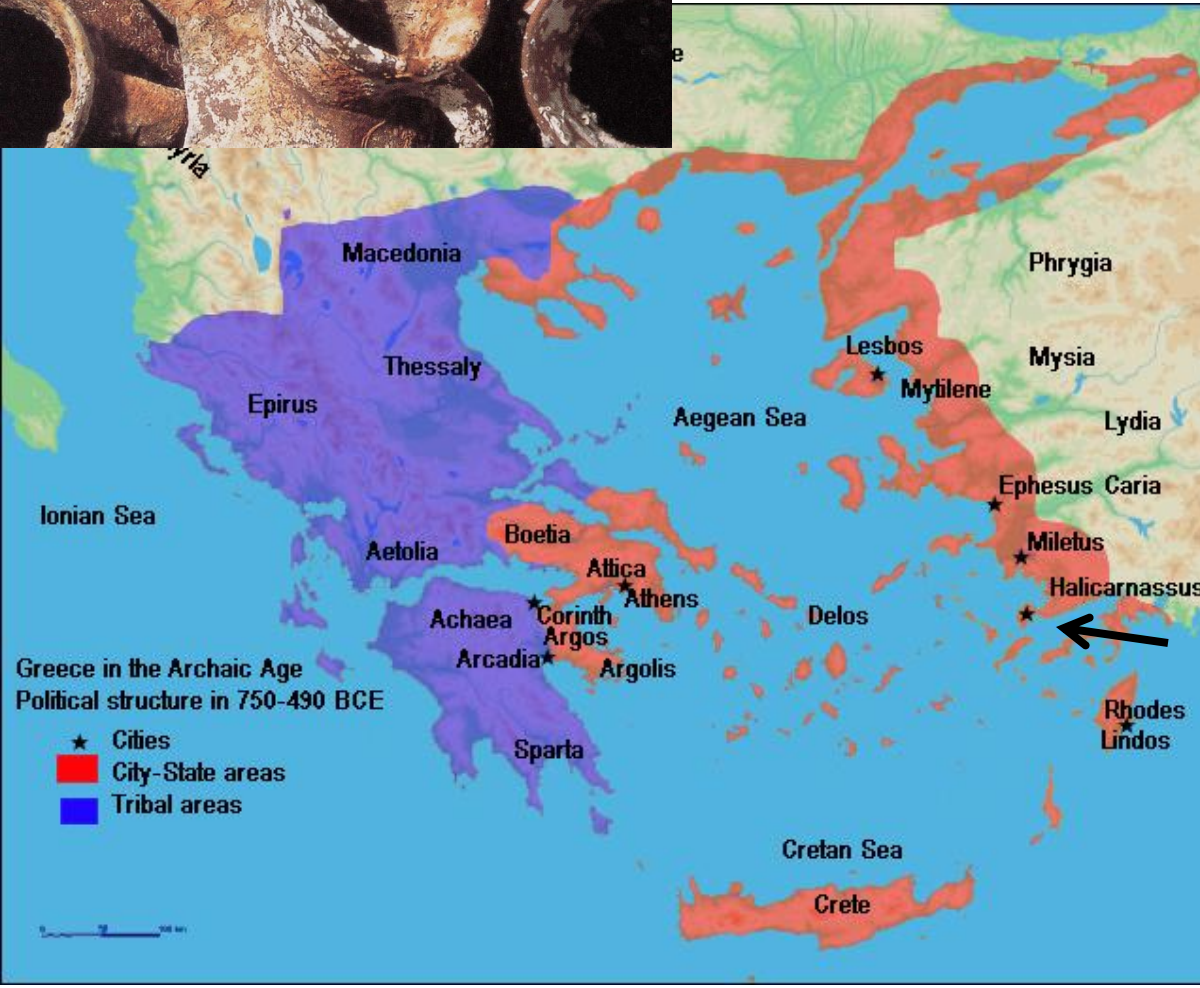 e
yria
Macedonia
Phrygia
Thessaly
Lesbos
Mysia
Epirus
Mytilene
Aegean Sea
Lydia
Ephesus Caria
Ionian Sea
Boetia
Aetolia
Miletus
Attica
Halicarnassus
Athens
Achaea
Corinth
Delos
Argos
Arcadia
Argolis
Greece in the Archaic Age
Political structure in 750-490 BCE
Rhodes
Lindos
Cities
Sparta
City-State areas
Tribal areas
Cretan Sea
Crete